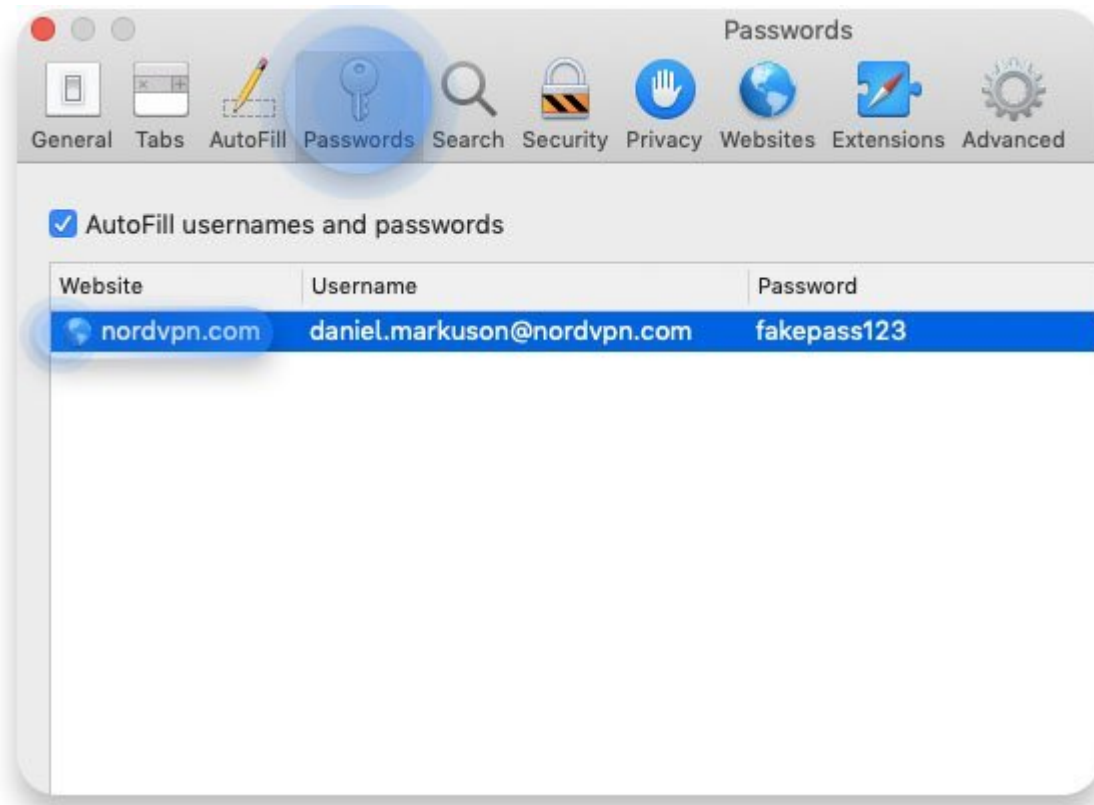 Passwords
General Tabs AutoFill Passwords Search Security Privacy Websites Extensions Advanced
AutoFill usernames and passwords
Website Username Password
nordvpn.com daniel.markuson@nordvpn.com fakepass123